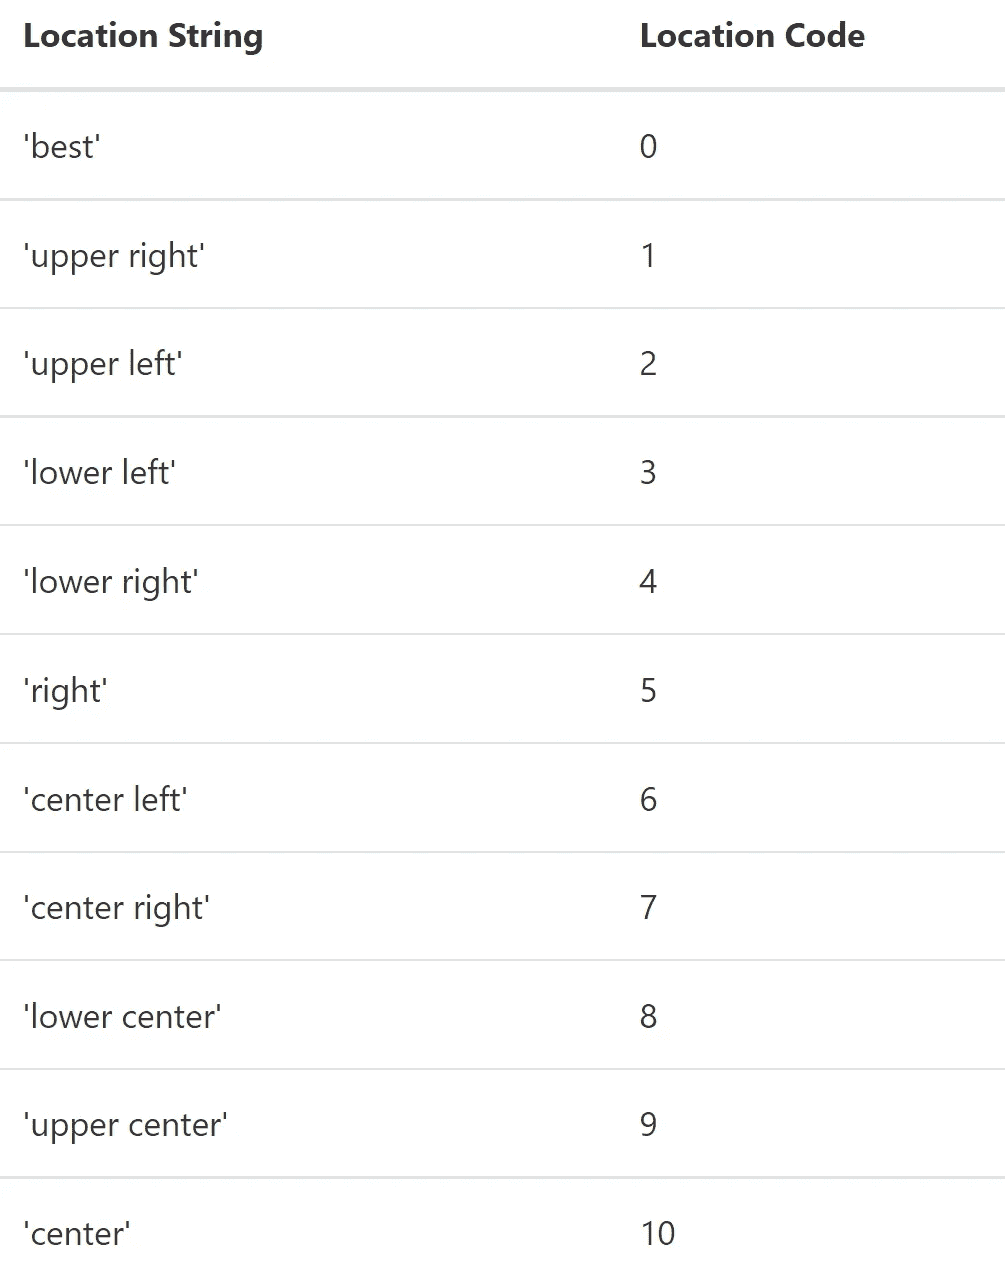 Location String Location Code
'best' 0
'upper right' 1
'upper left' 2
'lower left' 3
'lower right' 4
'right' 5
'center left' 6
'center right' 7
'lower center' 8
'upper center' 9
'center' 10